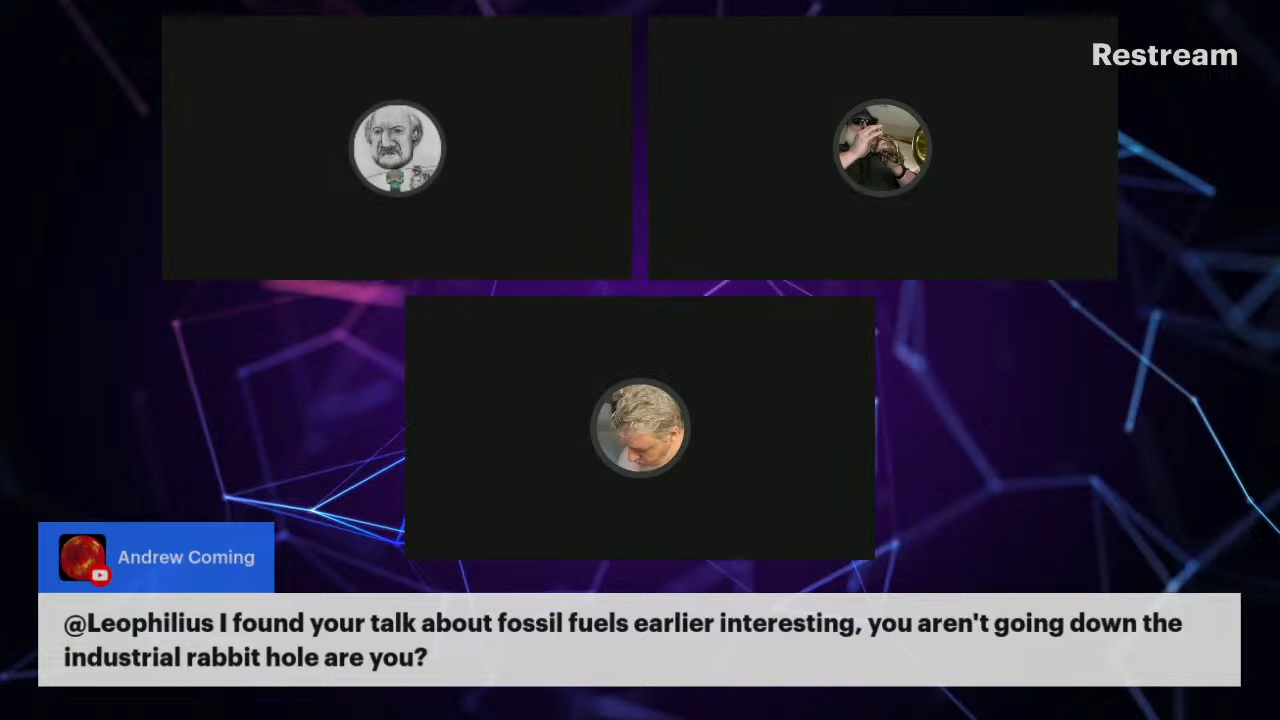 Restream
Andrew Coming
@Leophilius I found your talk about fossil fuels earlier interesting, you aren't going down the
industrial rabbit hole are you?